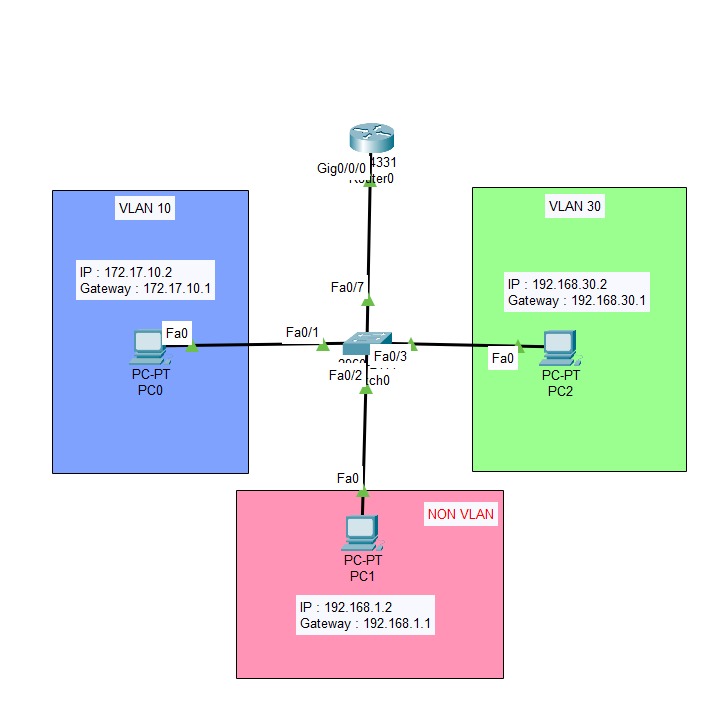 4331
Gig0/0/0
VLAN 10
VLAN 30
IP : 172.17.10.2
Gateway : 172.17.10.1
IP : 192.168.30.2
Gateway : 192.168.30.1
Fa0/7
Fa0
Fa0/1
Fa0/3
Fa0
Fa0/2
PC-PT
PC0
PC-PT
PC2
Fa0
NON VLAN
PC-PT
PC1
IP : 192.168.1.2
Gateway : 192.168.1.1